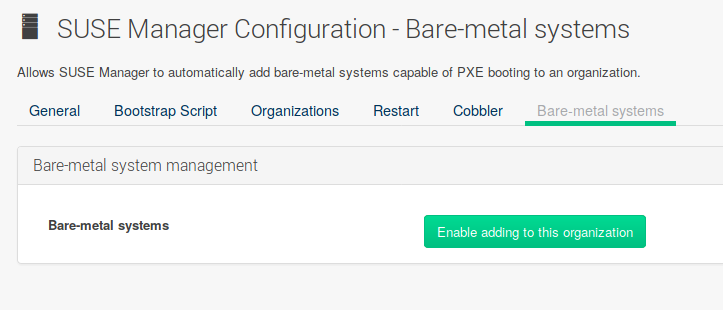 SUSE Manager Configuration - Bare-metal systems
Allows SUSE Manager to automatically add bare-metal systems capable of PXE booting to an organization.
General Bootstrap Script Organizations Restart Cobbler Bare-metal systems
Bare-metal system management
Bare-metal systems Enable adding to this organization